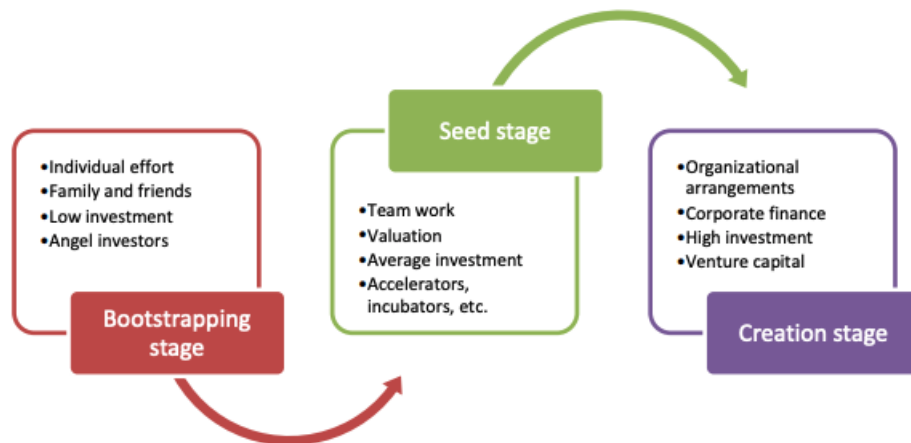 •Individual effort
•Family and friends
•Low investment
•Angel investors
Bootstrapping
stage
Seed stage
•Team work
•Valuation
•Average investment
•Accelerators,
incubators, etc.
•Organizational
arrangements
•Corporate finance
•High investment
•Venture capital
Creation stage